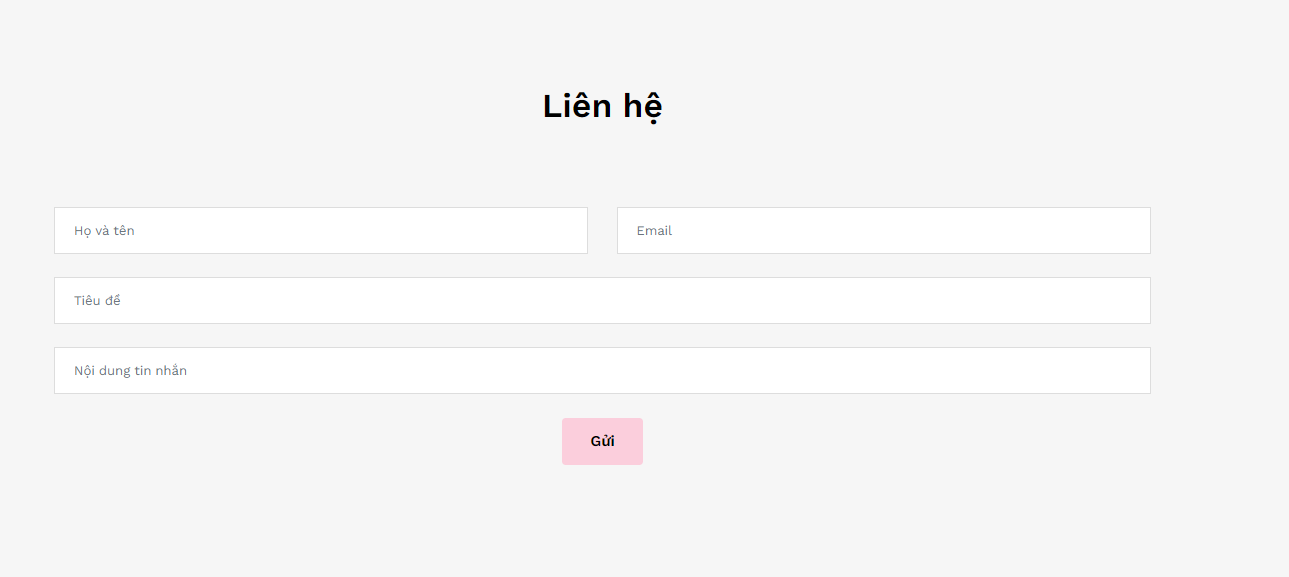 Liên hệ
Họ và tên
Email
Tiêu đề
Nội dung tin nhắn
Gửi